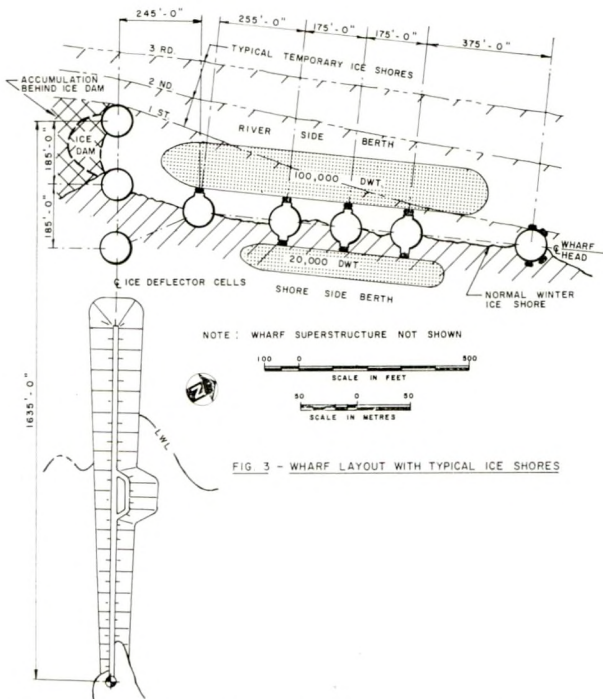 245'-0"
255'-0"
175'-0"
175'-0"
375'-0"
3 RD.
TYPICAL TEMPORARY ICE SHORES
ACCUMULATION
BEHIND ICE DAM
2 ND
1 ST
RIVER SIDE BERTH
ICE
DAM
185'-0"
185'-0"
100,000 DWT
20,000 DWT
℄ WHARF
HEAD
℄ ICE DEFLECTOR CELLS
SHORE SIDE BERTH
NORMAL WINTER
ICE SHORE
NOTE : WHARF SUPERSTRUCTURE NOT SHOWN
100 0 500
SCALE IN FEET
50 0 50
SCALE IN METRES
N
1635'-0"
LWL
FIG. 3 - WHARF LAYOUT WITH TYPICAL ICE SHORES